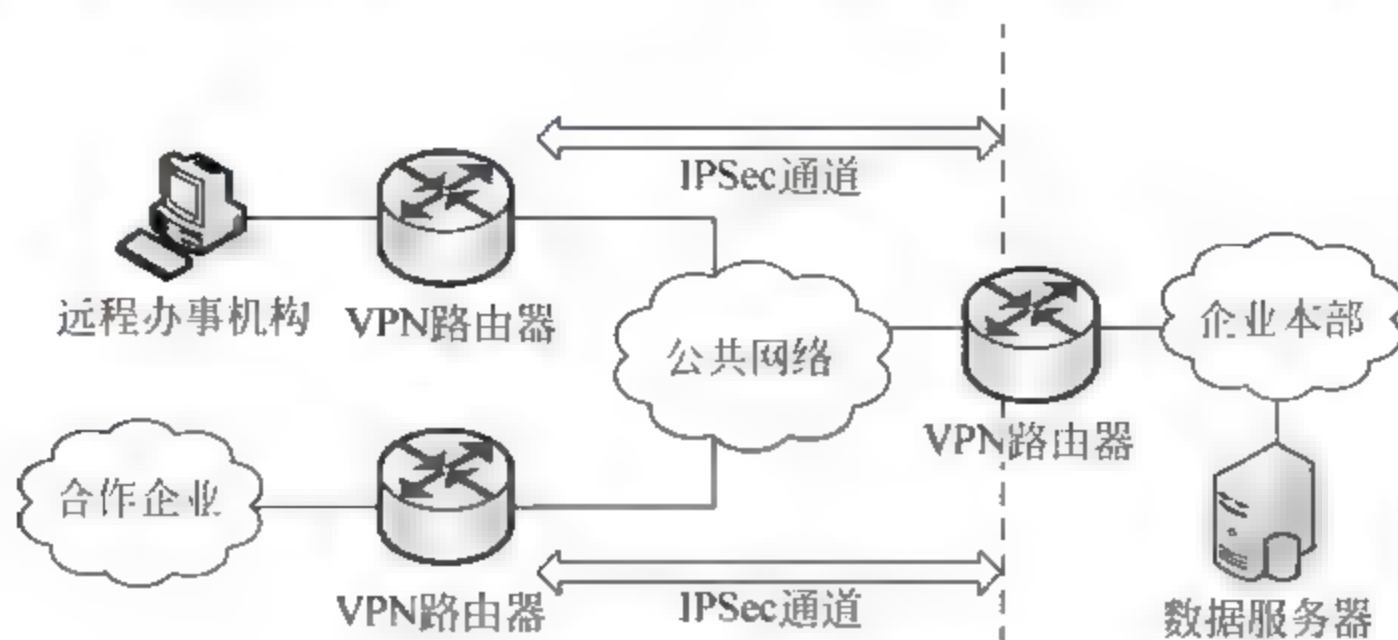 IPSec通道
远程办事机构
VPN路由器
公共网络
企业本部
VPN路由器
合作企业
VPN路由器
IPSec通道
数据服务器